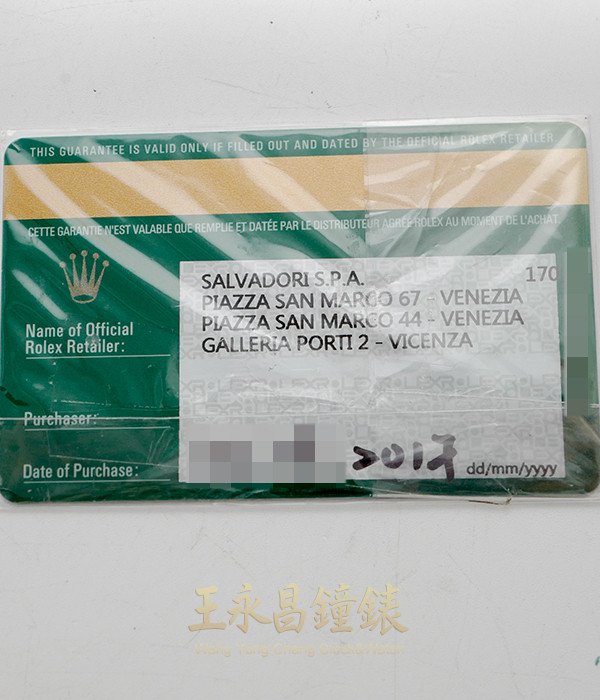 THIS GUARANTEE IS VALID ONLY IF FILLED OUT AND DATED BY THE OFFICIAL ROLEX RETAILER
CETTE GARANTIE N'EST VALABLE QUE REMPLIE ET DATÉE PAR LE DISTRIBUTEUR AGRÉÉ ROLEX AU MOMENT DE L'ACHAT.
SALVADORI S.P.A. 170
PIAZZA SAN MARCO 67 - VENEZIA
PIAZZA SAN MARCO 44 - VENEZIA
GALLERIA PORTI 2 - VICENZA
Name of Official
Rolex Retailer:
Purchaser:
Date of Purchase: 2017 dd/mm/yyyy
王永昌鐘錶